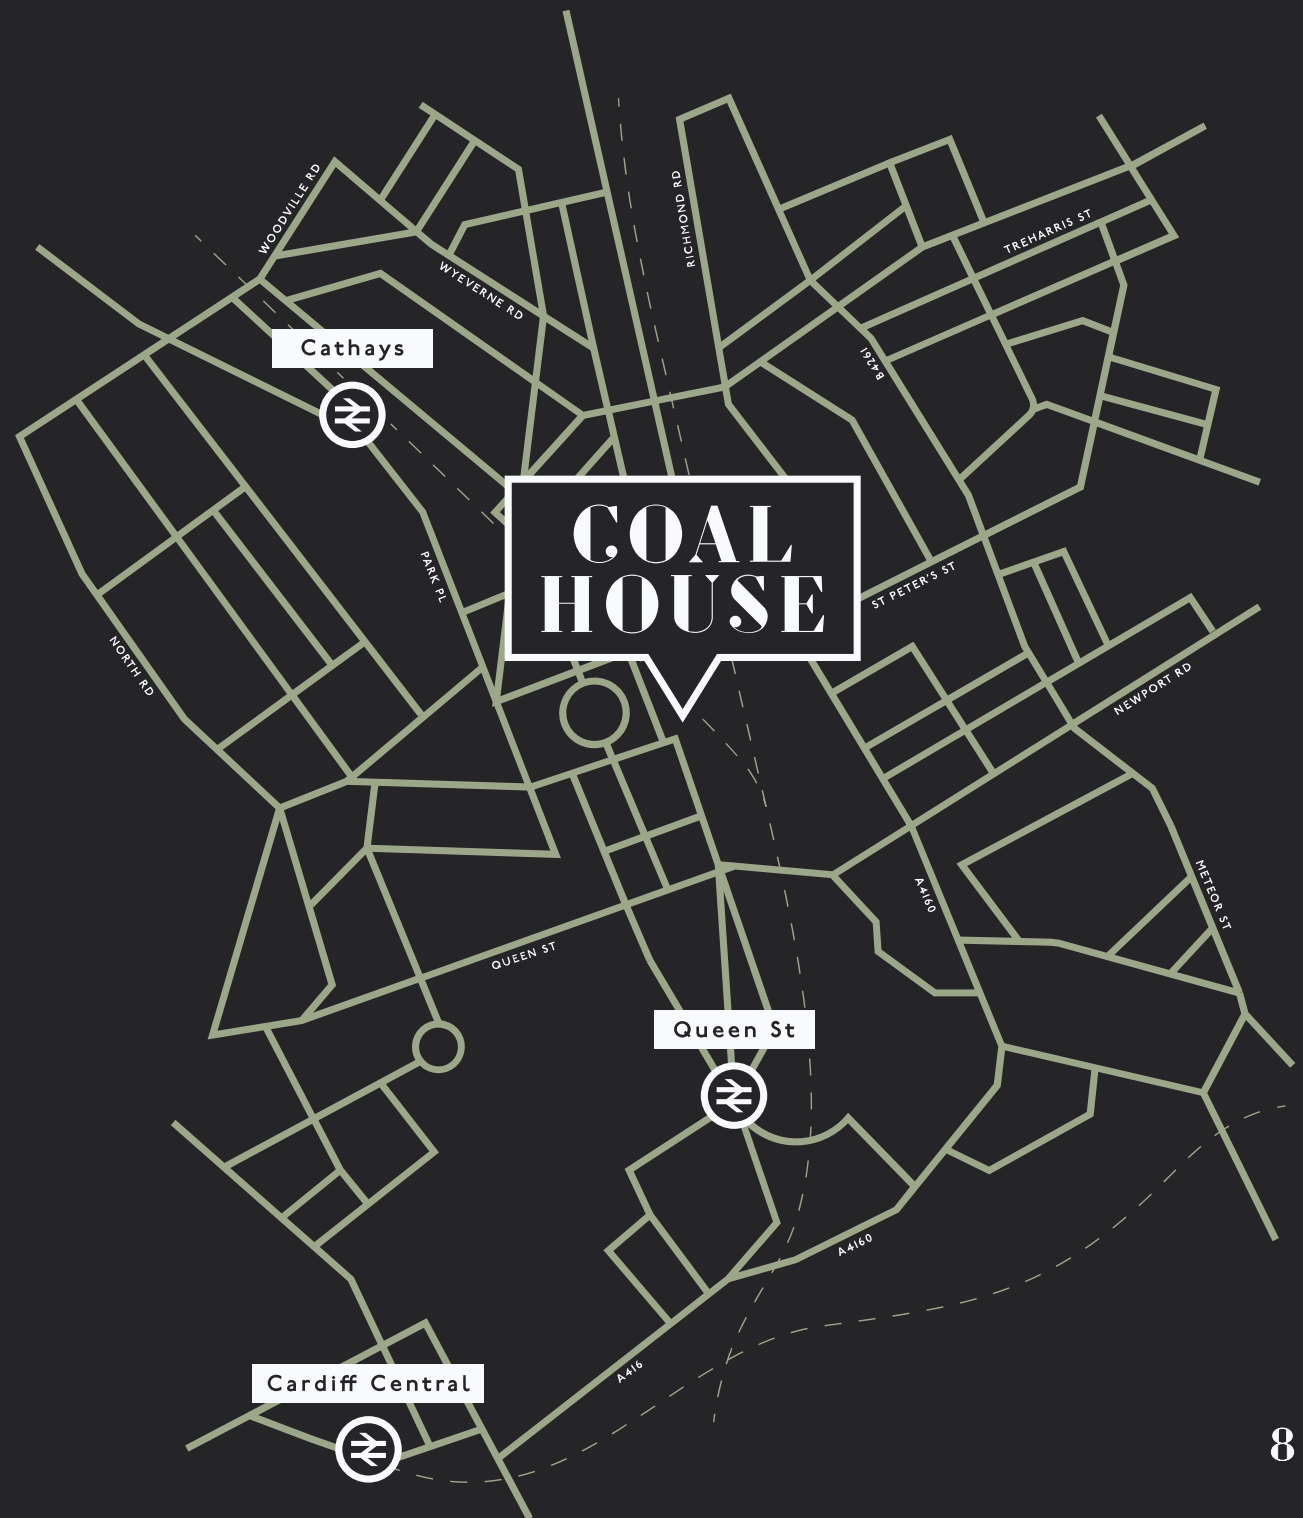 WOODVILLE RD
RICHMOND RD
TREHARRIS ST
WYEVERNE RD
Cathays
B4261
COAL
HOUSE
PARK PL
ST PETER'S ST
NORTH RD
NEWPORT RD
A4160
METEOR ST
QUEEN ST
Queen St
A4160
A416
Cardiff Central
8